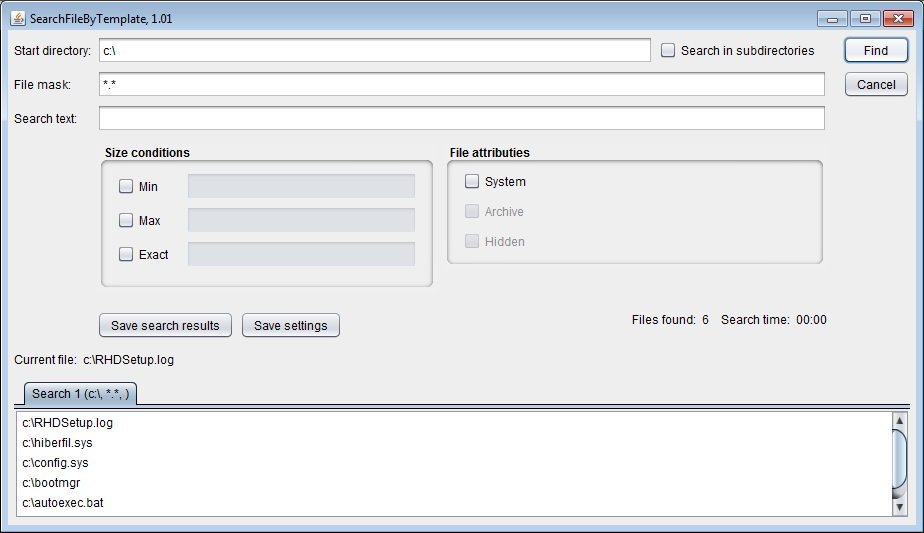 SearchFileByTemplate, 1.01
Start directory: c:\ Search in subdirectories Find
File mask: *.* Cancel
Search text:
Size conditions File attributies
Min System
Max Archive
Exact Hidden
Save search results Save settings Files found: 6 Search time: 00:00
Current file: c:\RHDSetup.log
Search 1 (c:\, *.*, )
c:\RHDSetup.log
c:\hiberfil.sys
c:\config.sys
c:\bootmgr
c:\autoexec.bat